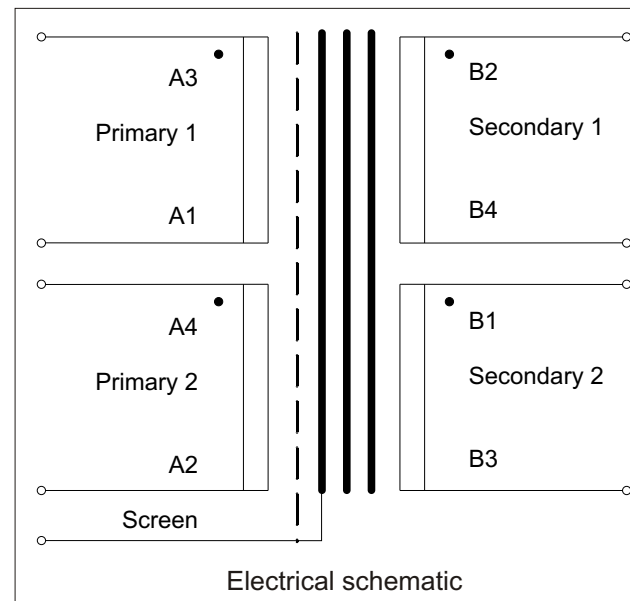 A3
Primary 1
A1
A4
Primary 2
A2
Screen
B2
Secondary 1
B4
B1
Secondary 2
B3
Electrical schematic